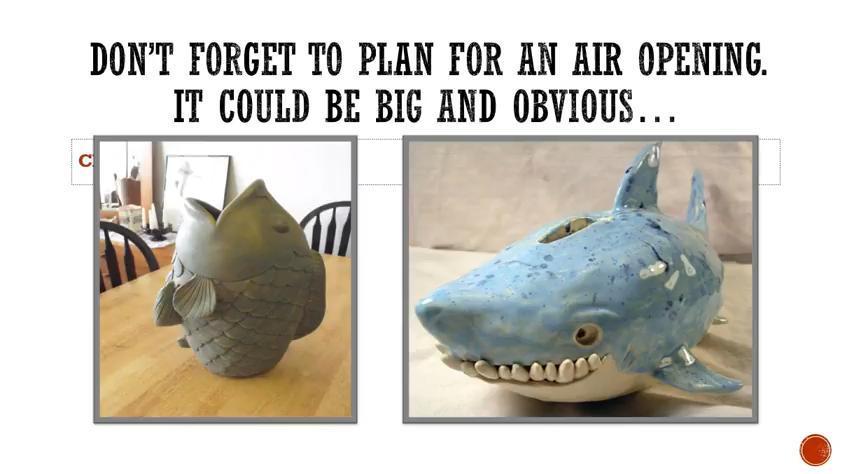 DON'T FORGET TO PLAN FOR AN AIR OPENING.
IT COULD BE BIG AND OBVIOUS...